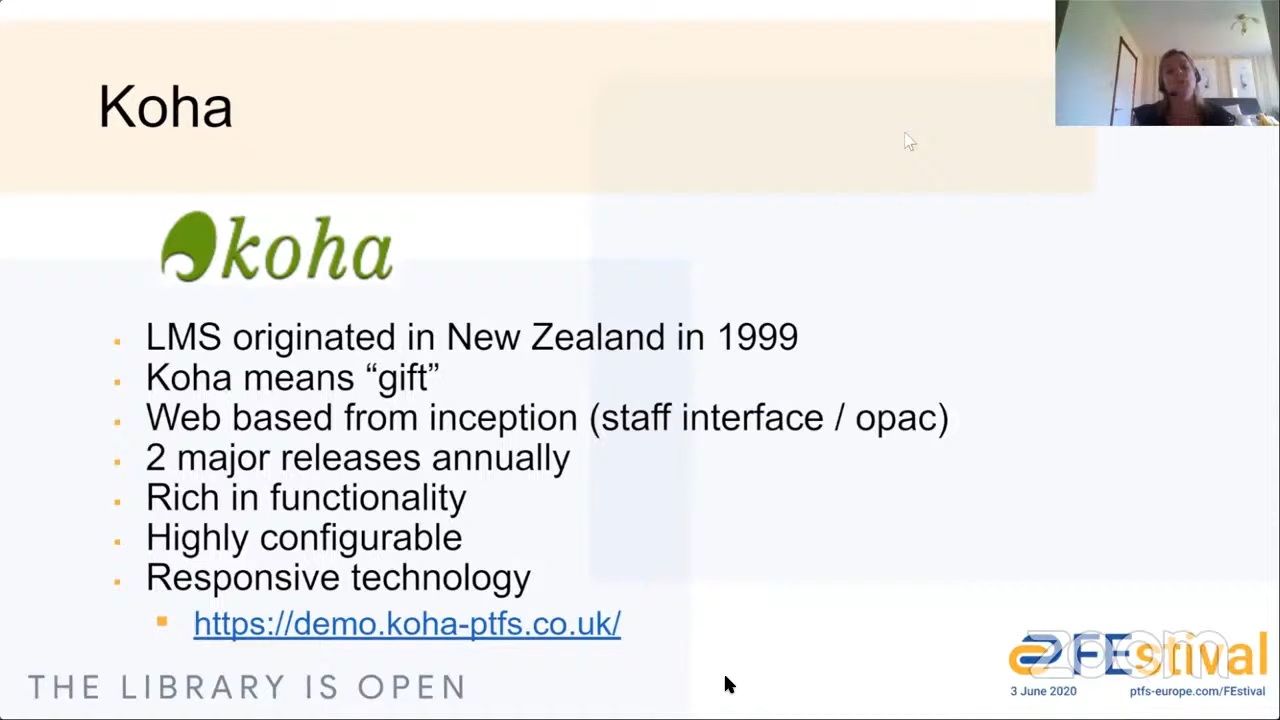 Koha
koha
LMS originated in New Zealand in 1999
Koha means “gift”
Web based from inception (staff interface / opac)
2 major releases annually
Rich in functionality
Highly configurable
Responsive technology
https://demo.koha-ptfs.co.uk/
THE LIBRARY IS OPEN
FEstival
zoom
3 June 2020
ptfs-europe.com/FEstival